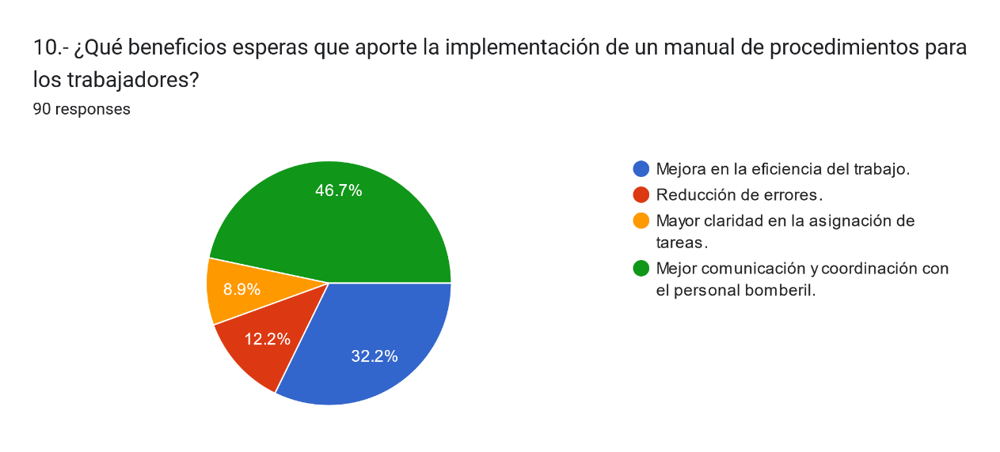 10.- ¿Qué beneficios esperas que aporte la implementación de un manual de procedimientos para
los trabajadores?
90 responses
46.7%
8.9%
12.2%
32.2%
Mejora en la eficiencia del trabajo.
Reducción de errores.
Mayor claridad en la asignación de
tareas.
Mejor comunicación y coordinación con
el personal bomberil.